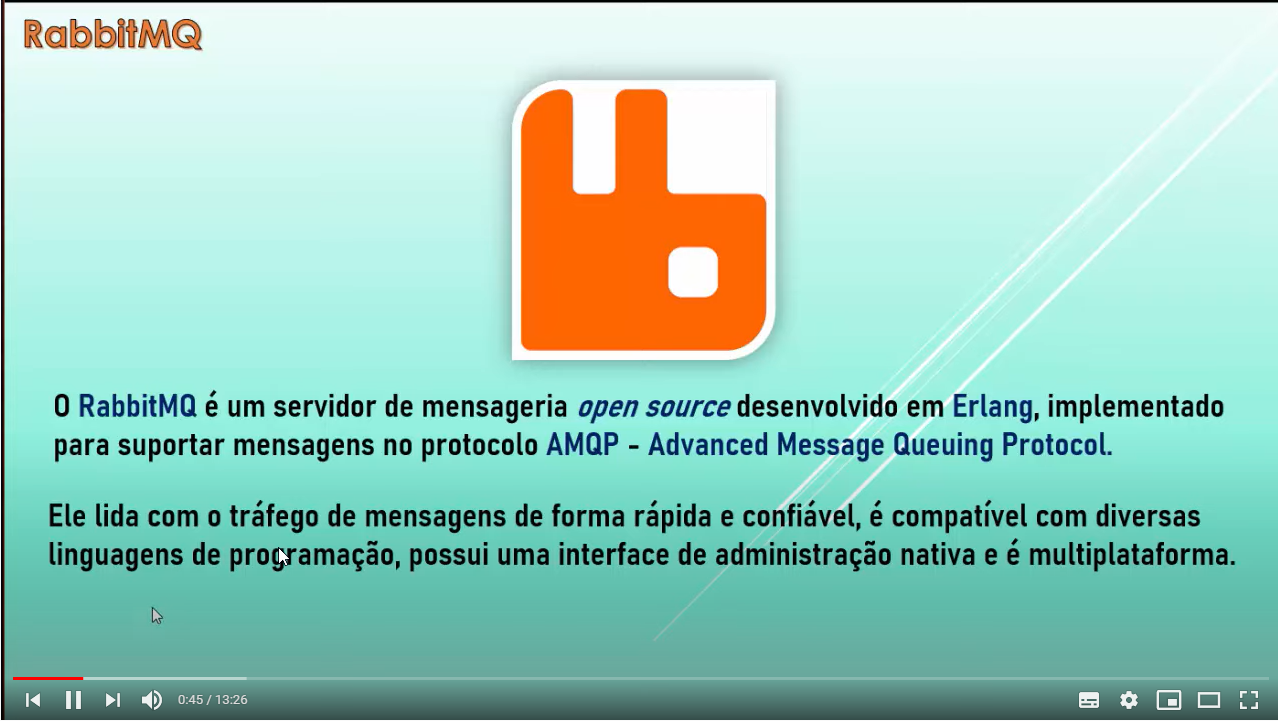 RabbitMQ
O RabbitMQ é um servidor de mensageria open source desenvolvido em Erlang, implementado
para suportar mensagens no protocolo AMQP - Advanced Message Queuing Protocol.
Ele lida com o tráfego de mensagens de forma rápida e confiável, é compatível com diversas
linguagens de programação, possui uma interface de administração nativa e é multiplataforma.
0:45 / 13:26